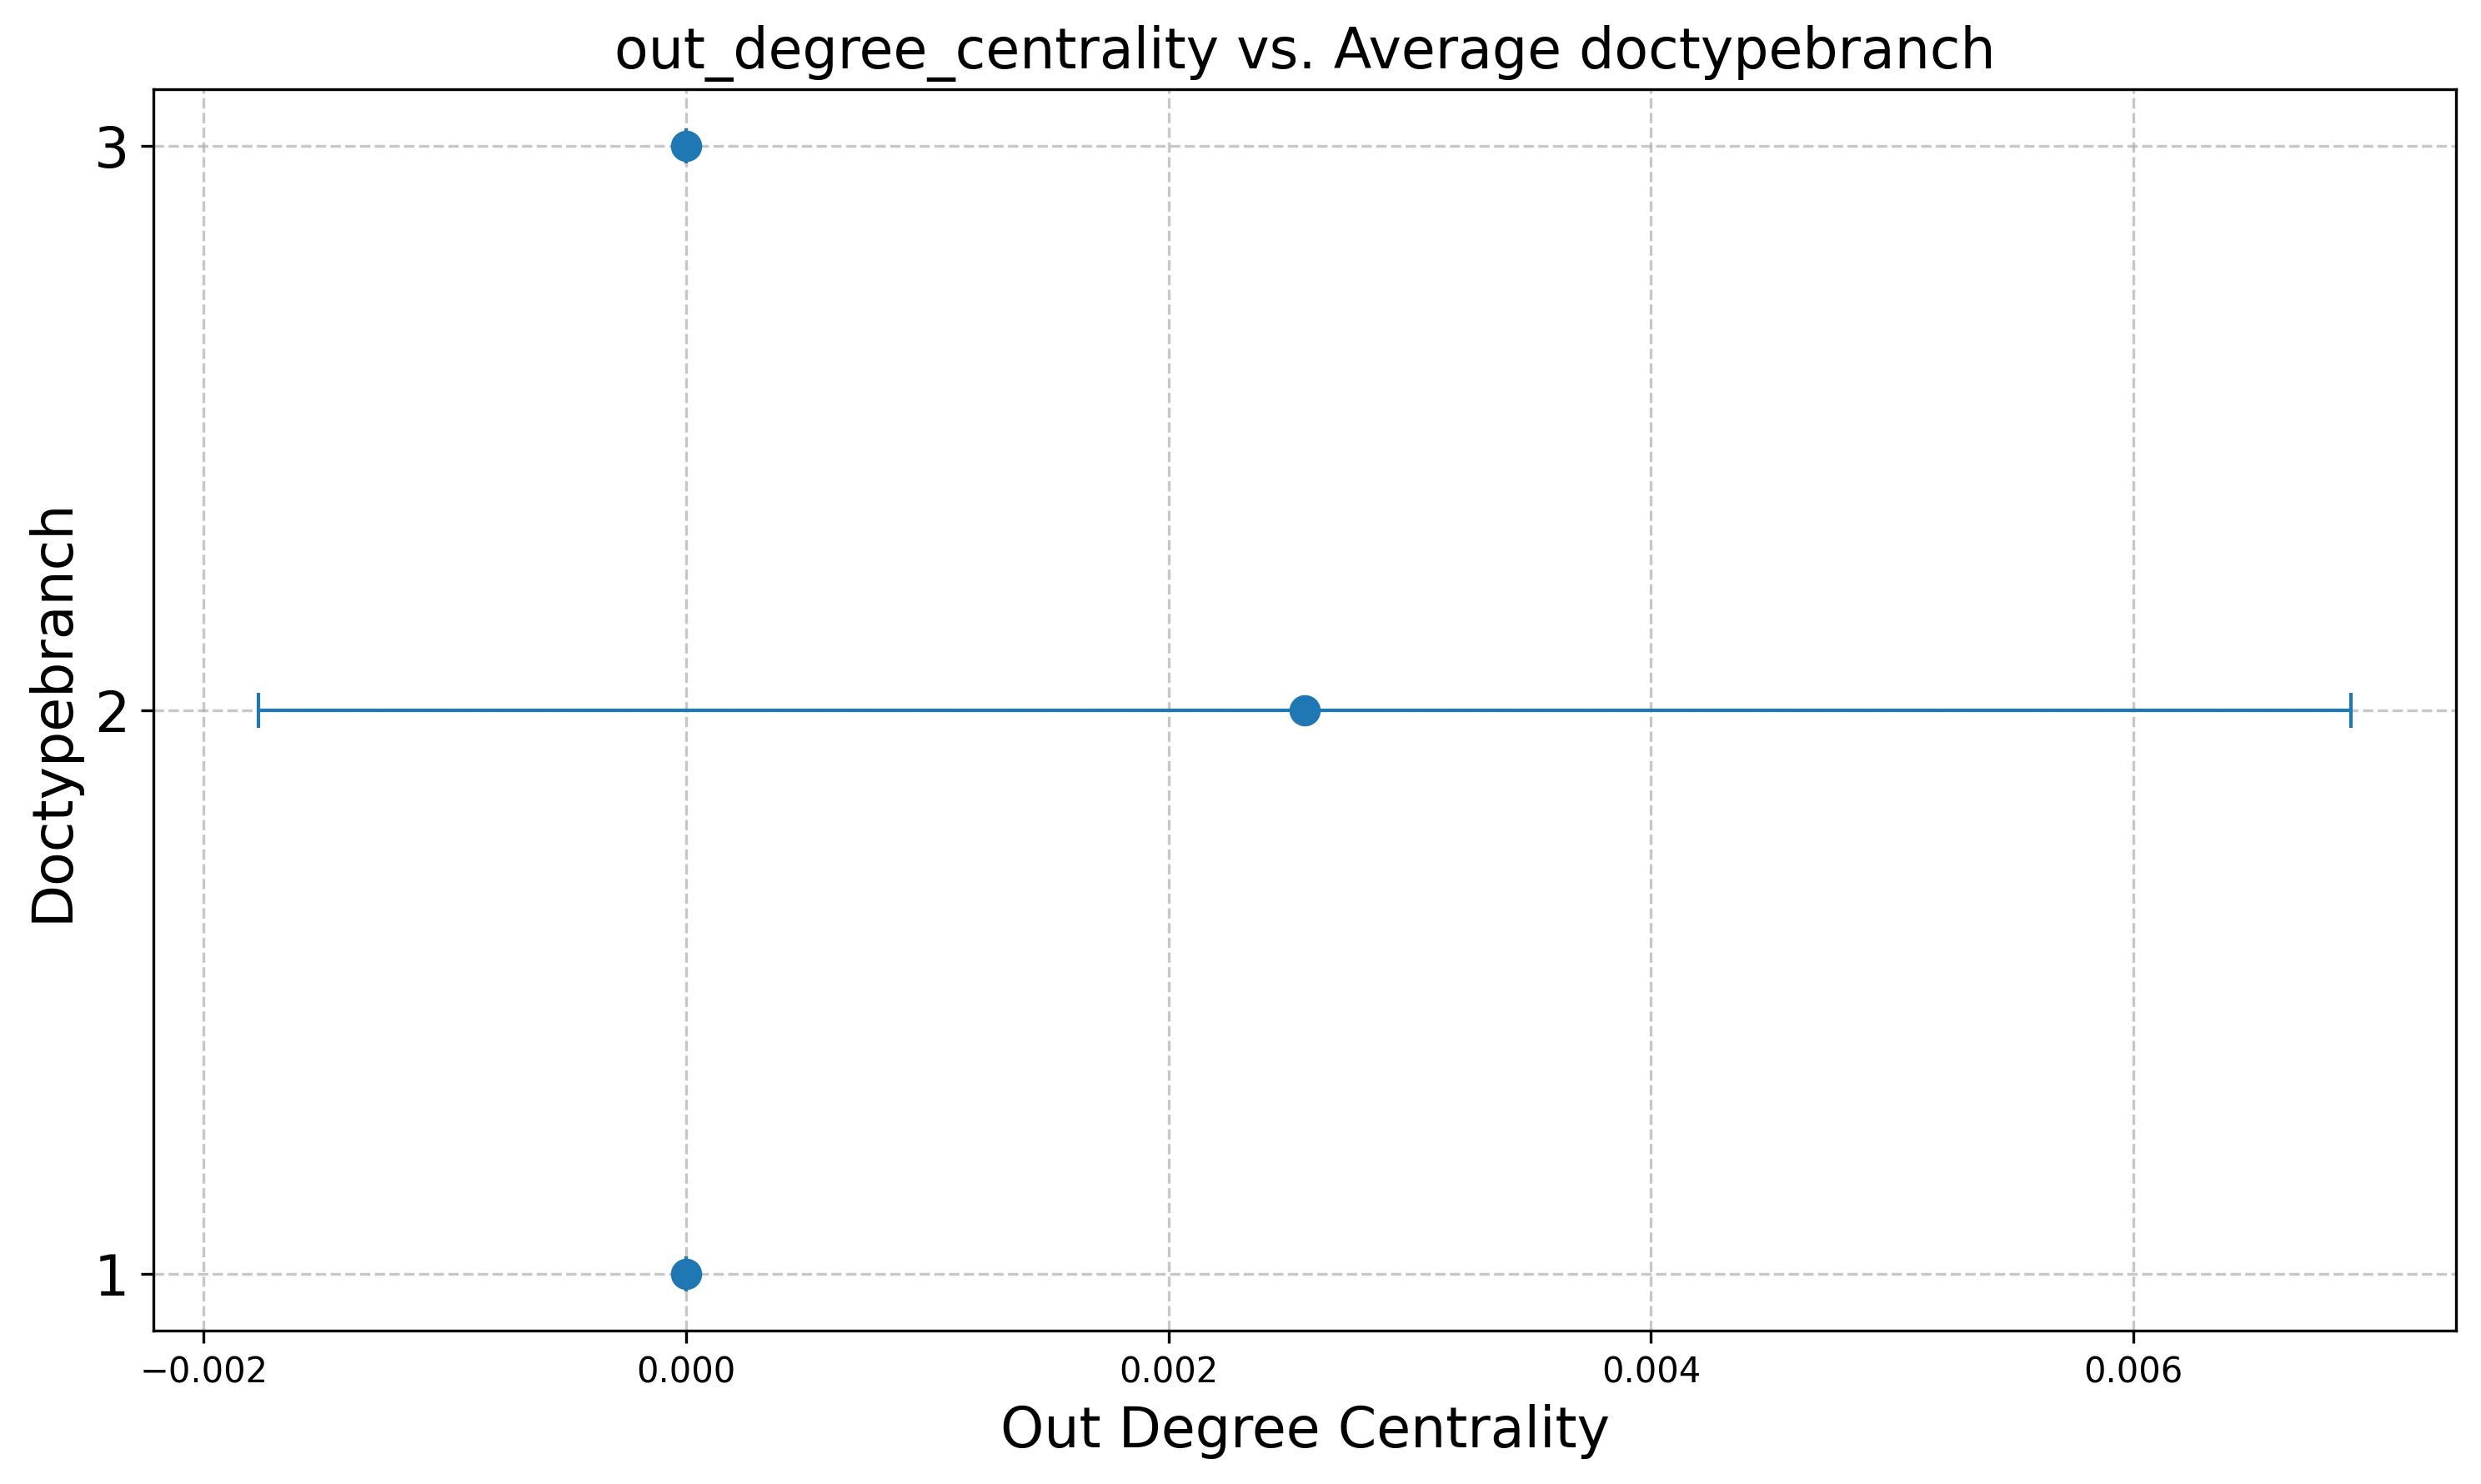 out_degree_centrality vs. Average doctypebranch
Doctypebranch
3
2
1
−0.002 0.000 0.002 0.004 0.006
Out Degree Centrality